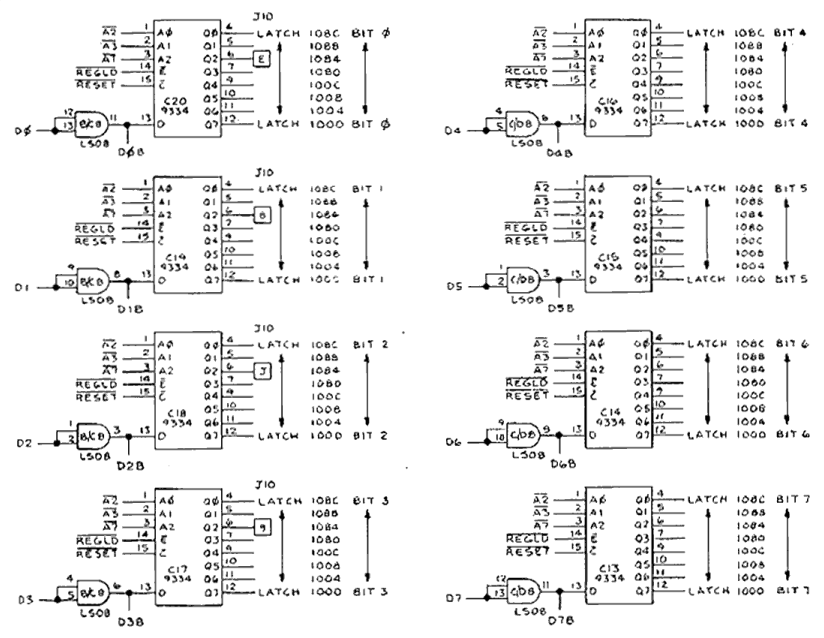 J10
A2 1 A0 Q0 4 LATCH 108C BIT 0
A3 2 A1 Q1 5 1088
A7 3 A2 Q2 6 E 1084
REGLD 14 E Q3 7 1080
RESET 15 C Q4 9 100C
Q5 10 1008
C20 Q6 11 1004
9334
D0 12 13 B/CB 11 13 D Q7 12 LATCH 1000 BIT 0
LS08 D0B
A2 1 A0 Q0 4 LATCH 108C BIT 4
A3 2 A1 Q1 5 1088
A7 3 A2 Q2 6 1084
REGLD 14 E Q3 7 1080
RESET 15 C Q4 9 100C
Q5 10 1008
C16 Q6 11 1004
9334
D4 4 5 C/DB 6 13 D Q7 12 LATCH 1000 BIT 4
LS08 D4B
J10
A2 1 A0 Q0 4 LATCH 108C BIT 1
A3 2 A1 Q1 5 1088
A7 3 A2 Q2 6 8 1084
REGLD 14 E Q3 7 1080
RESET 15 C Q4 9 100C
Q5 10 1008
C19 Q6 11 1004
9334
D1 9 10 B/CB 8 13 D Q7 12 LATCH 1000 BIT 1
LS08 D1B
A2 1 A0 Q0 4 LATCH 108C BIT 5
A3 2 A1 Q1 5 1088
A7 3 A2 Q2 6 1084
REGLD 14 E Q3 7 1080
RESET 15 C Q4 9 100C
Q5 10 1008
C15 Q6 11 1004
9334
D5 1 2 C/DB 3 13 D Q7 12 LATCH 1000 BIT 5
LS08 D5B
J10
A2 1 A0 Q0 4 LATCH 108C BIT 2
A3 2 A1 Q1 5 1088
A7 3 A2 Q2 6 J 1084
REGLD 14 E Q3 7 1080
RESET 15 C Q4 9 100C
Q5 10 1008
C18 Q6 11 1004
9334
D2 1 2 B/CB 3 13 D Q7 12 LATCH 1000 BIT 2
LS08 D2B
A2 1 A0 Q0 4 LATCH 108C BIT 6
A3 2 A1 Q1 5 1088
A7 3 A2 Q2 6 1084
REGLD 14 E Q3 7 1080
RESET 15 C Q4 9 100C
Q5 10 1008
C14 Q6 11 1004
9334
D6 9 10 C/DB 13 D Q7 12 LATCH 1000 BIT 6
LS08 D6B
J10
A2 1 A0 Q0 4 LATCH 108C BIT 3
A3 2 A1 Q1 5 1088
A7 3 A2 Q2 6 9 1084
REGLD 14 E Q3 7 1080
RESET 15 C Q4 9 100C
Q5 10 1008
C17 Q6 11 1004
9334
D3 4 5 B/CB 6 13 D Q7 12 LATCH 1000 BIT 3
LS08 D3B
A2 1 A0 Q0 4 LATCH 108C BIT 7
A3 2 A1 Q1 5 1088
A7 3 A2 Q2 6 1084
REGLD 14 E Q3 7 1080
RESET 15 C Q4 9 100C
Q5 10 1008
C13 Q6 11 1004
9334
D7 12 13 C/DB 11 13 D Q7 12 LATCH 1000 BIT 7
LS08 D7B